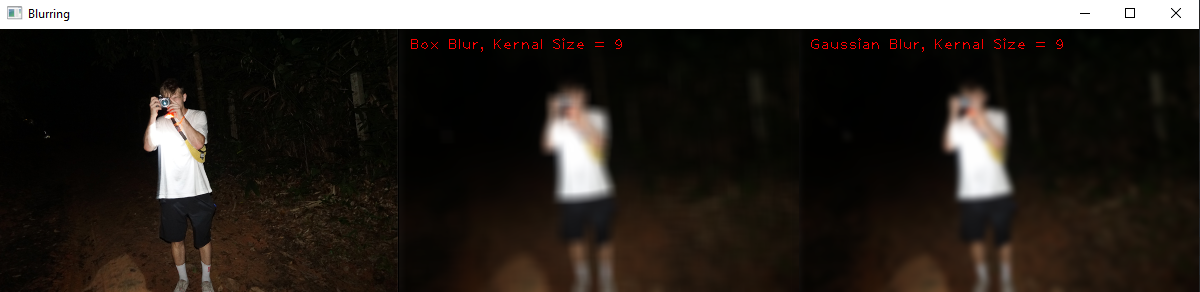 Blurring
Box Blur, Kernal Size = 9
Gaussian Blur, Kernal Size = 9